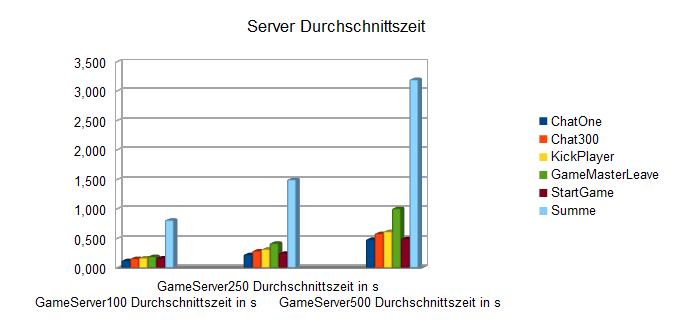 Server Durchschnittszeit
3,500
3,000
2,500
2,000
1,500
1,000
0,500
0,000
GameServer250 Durchschnittszeit in s
GameServer100 Durchschnittszeit in s
GameServer500 Durchschnittszeit in s
ChatOne
Chat300
KickPlayer
GameMasterLeave
StartGame
Summe